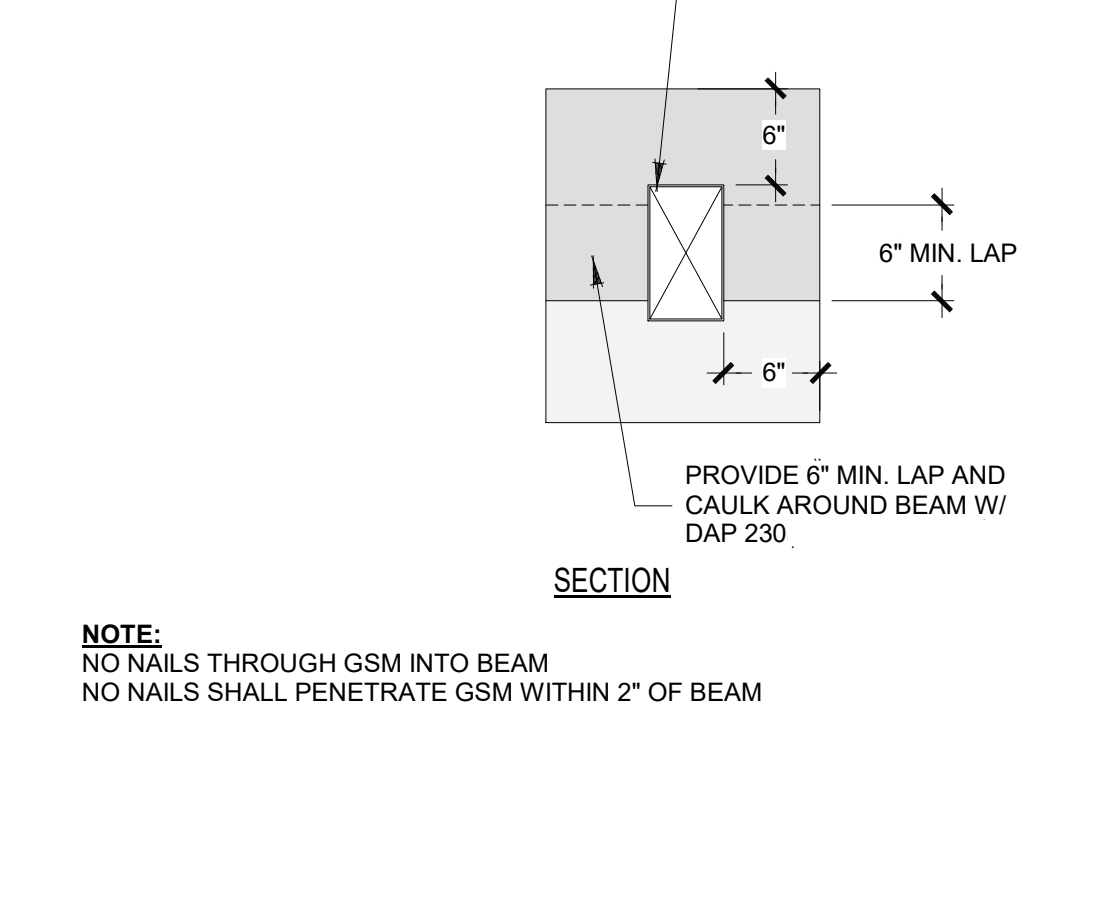 6"
6" MIN. LAP
6"
PROVIDE 6" MIN. LAP AND
CAULK AROUND BEAM W/
DAP 230
SECTION
NOTE:
NO NAILS THROUGH GSM INTO BEAM
NO NAILS SHALL PENETRATE GSM WITHIN 2" OF BEAM